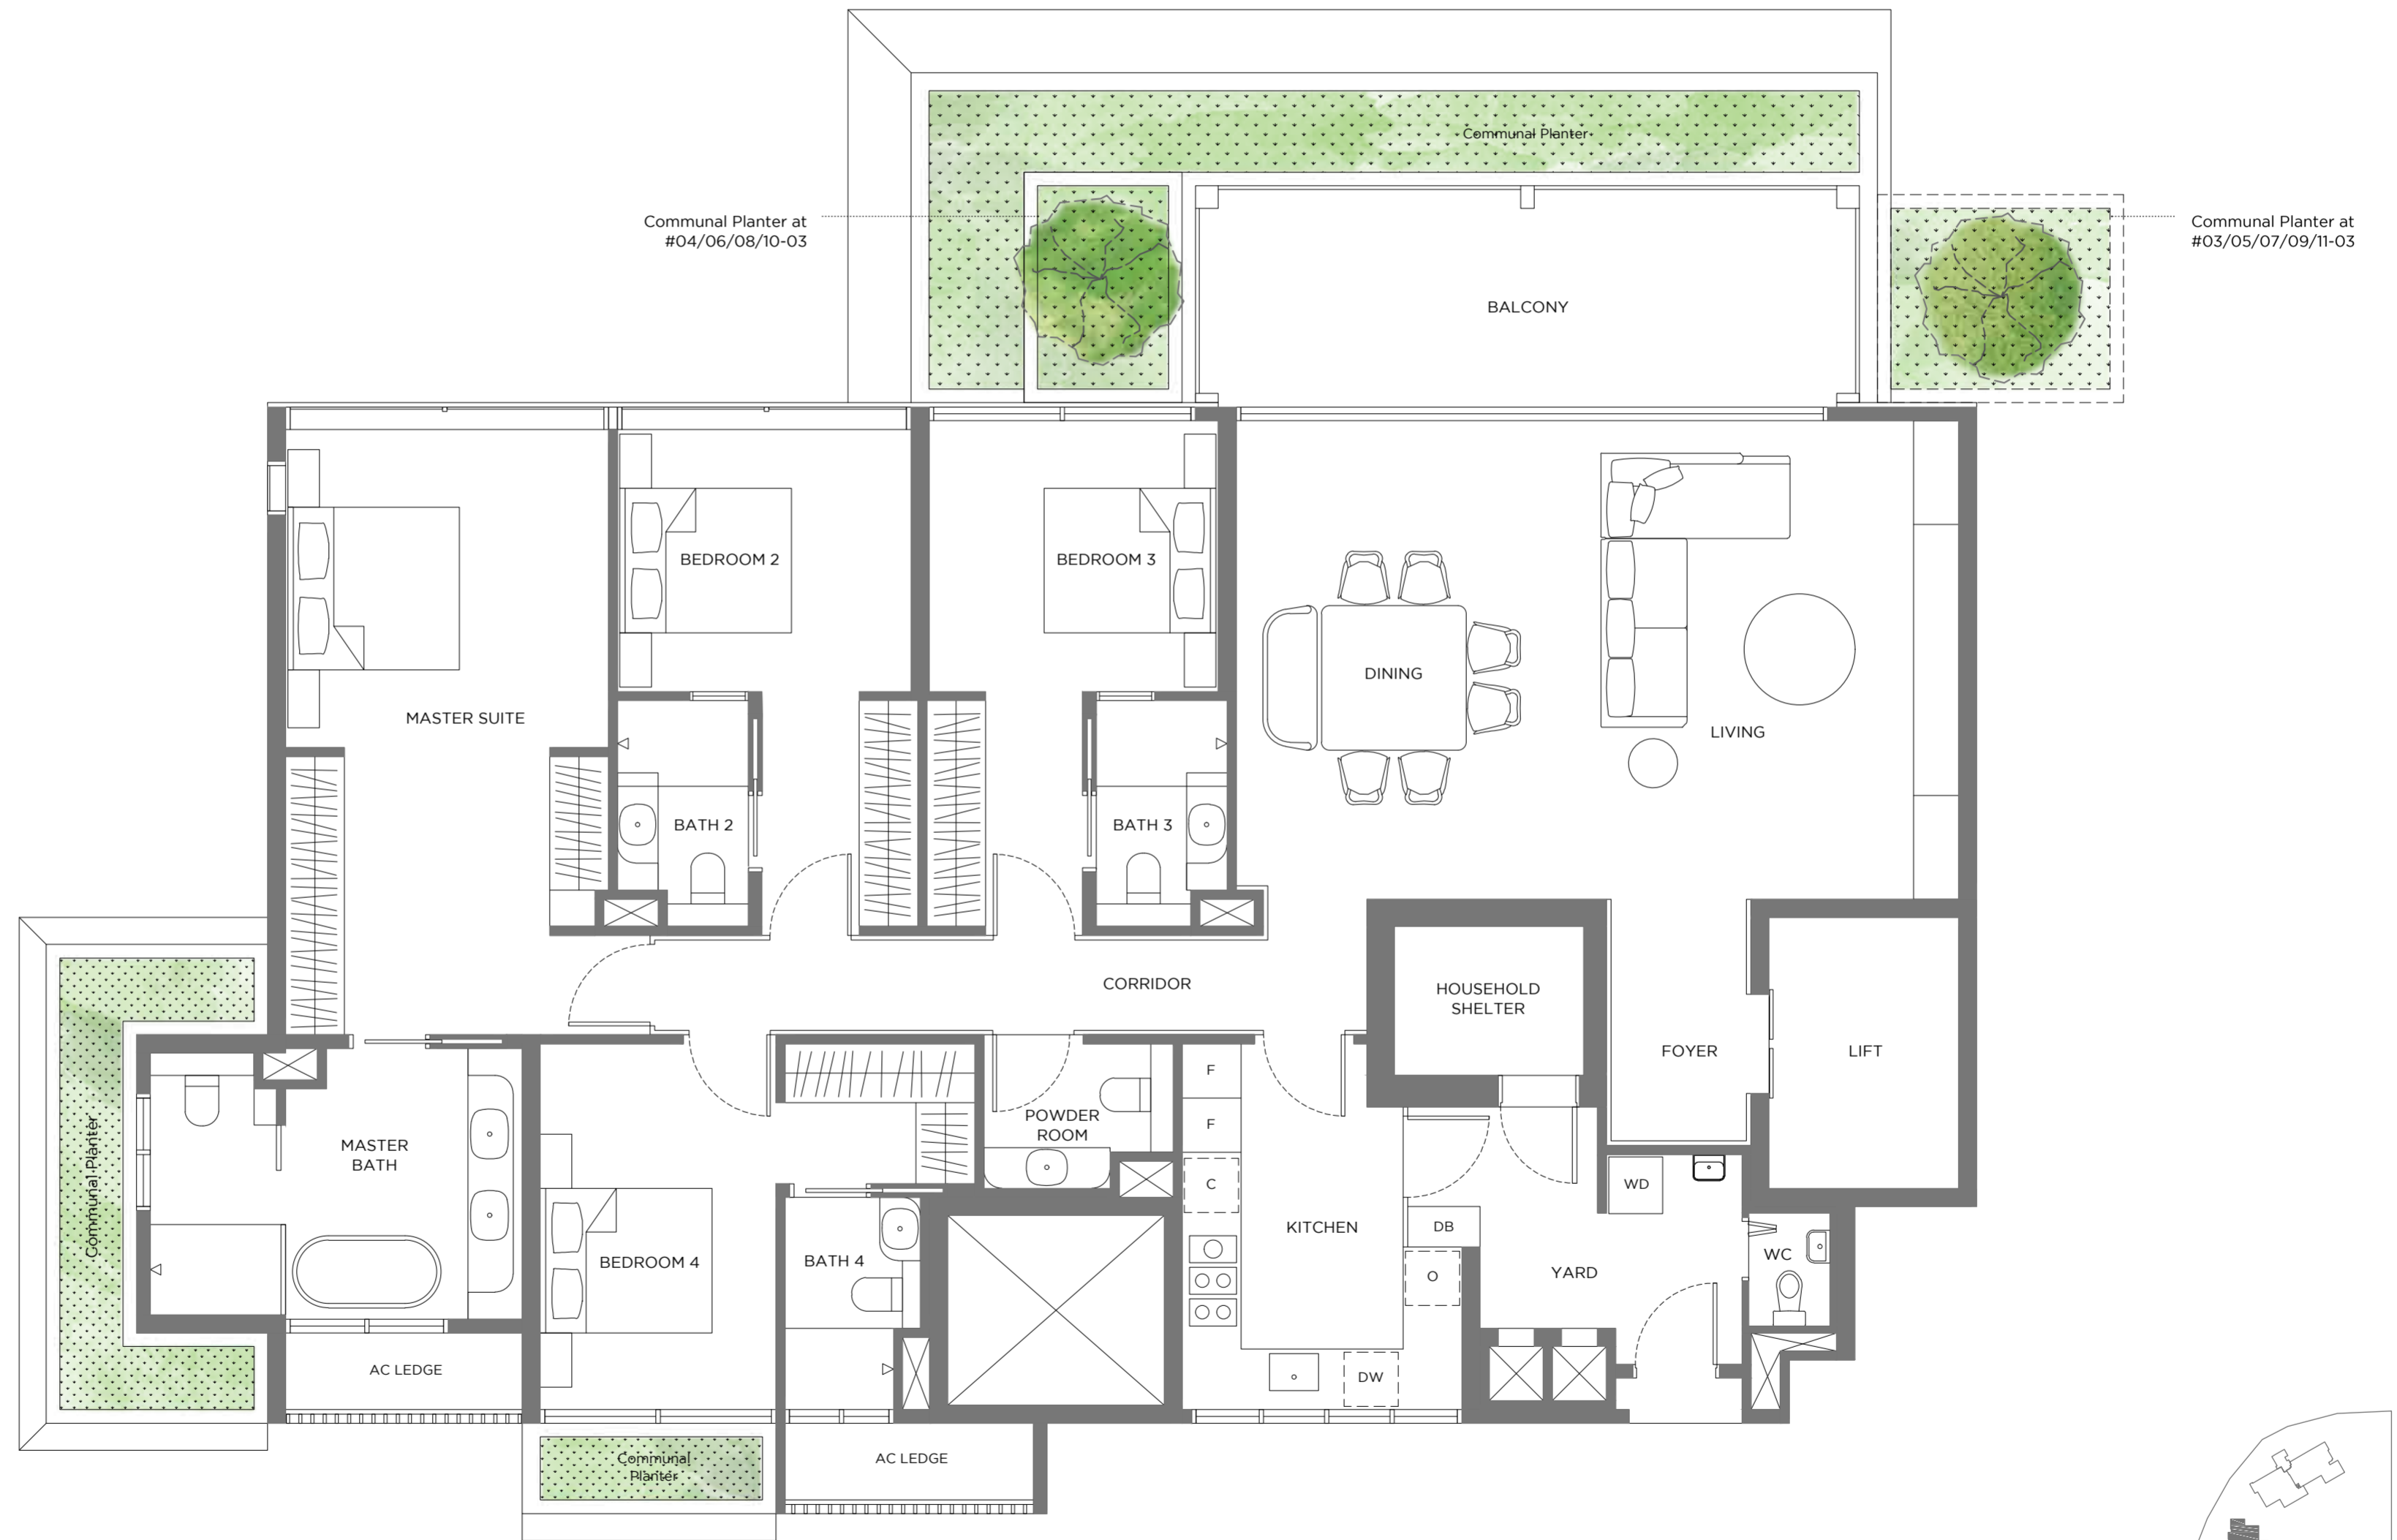 Communal Planter
Communal Planter at
#04/06/08/10-03
Communal Planter at
#03/05/07/09/11-03
BALCONY
BEDROOM 2
BEDROOM 3
DINING
MASTER SUITE
LIVING
BATH 2
BATH 3
CORRIDOR
HOUSEHOLD
SHELTER
FOYER
LIFT
F
F
C
POWDER
ROOM
MASTER
BATH
Communal Planter
WD
KITCHEN
DB
WC
BEDROOM 4
BATH 4
YARD
O
AC LEDGE
DW
Communal
Planter
AC LEDGE